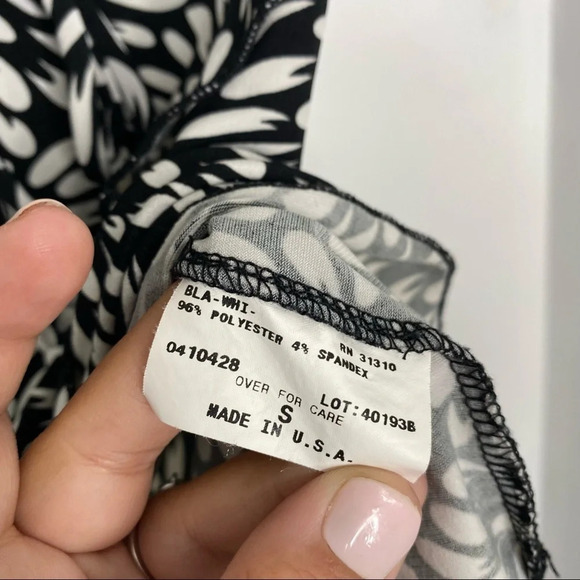 BLA-WHI-
RN 31310
96% POLYESTER 4% SPANDEX
0410428
LOT:40193B
OVER FOR CARE
S
MADE IN U.S.A.